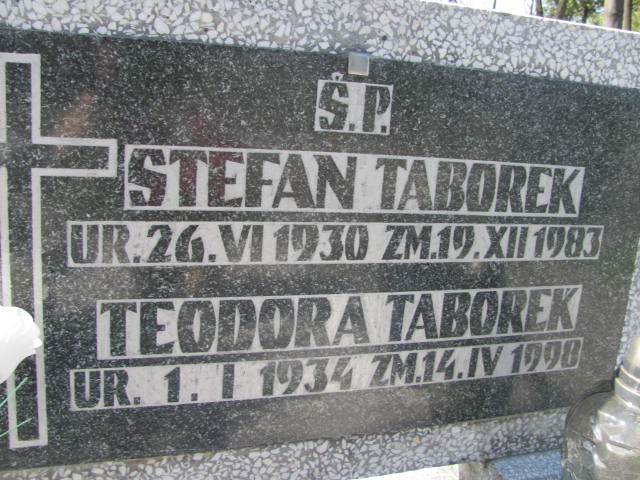 Ś.P.
STEFAN TABOREK
UR. 26. VI 1930 ZM. 19. XII 1983
TEODORA TABOREK
UR. 1. I 1934 ZM. 14. IV 1998